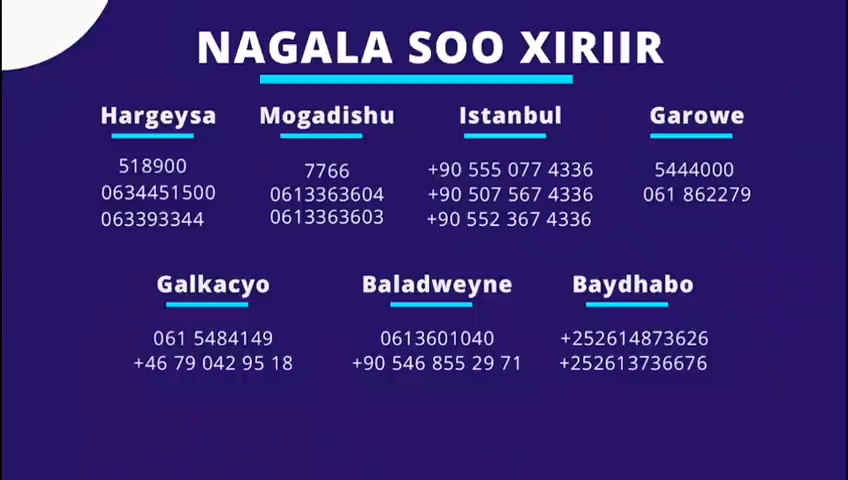 NAGALA SOO XIRIIR
Hargeysa
518900
0634451500
063393344
Mogadishu
7766
0613363604
0613363603
Istanbul
+90 555 077 4336
+90 507 567 4336
+90 552 367 4336
Garowe
5444000
061 862279
Galkacyo
061 5484149
+46 79 042 95 18
Baladweyne
0613601040
+90 546 855 29 71
Baydhabo
+252614873626
+252613736676